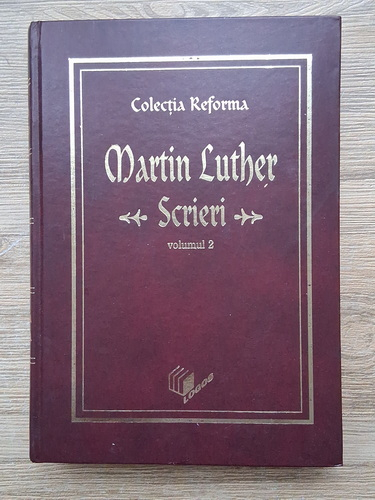 Colecția Reforma
Martin Luther
Scrieri
volumul 2
LOGOS